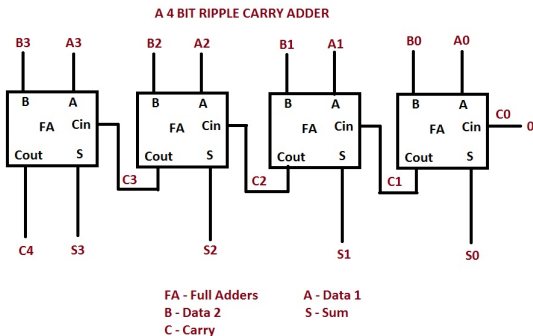 A 4 BIT RIPPLE CARRY ADDER
B3 A3 B2 A2 B1 A1 B0 A0
B A B A B A B A
FA Cin FA Cin FA Cin FA Cin C0 0
Cout S Cout S Cout S Cout S
C3 C2 C1
C4 S3 S2 S1 S0
FA - Full Adders A - Data 1
B - Data 2 S - Sum
C - Carry